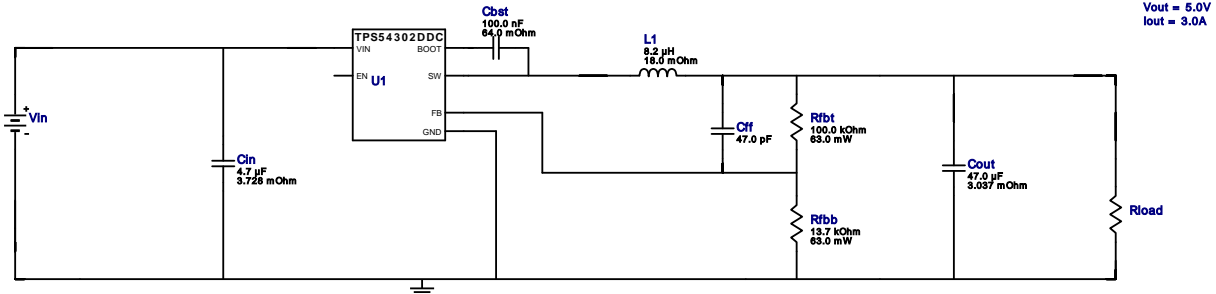 Vout = 5.0V
Iout = 3.0A
Cbst
100.0 nF
64.0 mOhm
TPS54302DDC
VIN
BOOT
EN
U1
SW
FB
GND
L1
8.2 µH
18.0 mOhm
Vin
+
-
Cin
4.7 µF
3.728 mOhm
Cff
47.0 pF
Rfbt
100.0 kOhm
63.0 mW
Rfbb
13.7 kOhm
63.0 mW
Cout
47.0 µF
3.037 mOhm
Rload